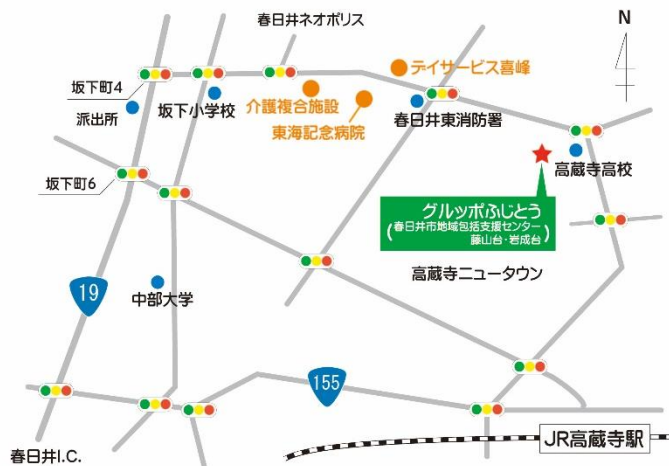 春日井ネオポリス
N
デイサービス喜峰
坂下町4
派出所
坂下小学校
介護複合施設
東海記念病院
春日井東消防署
高蔵寺高校
坂下町6
グルッポふじとう
(春日井市地域包括支援センター
藤山台・岩成台)
高蔵寺ニュータウン
19
中部大学
155
春日井I.C.
JR高蔵寺駅